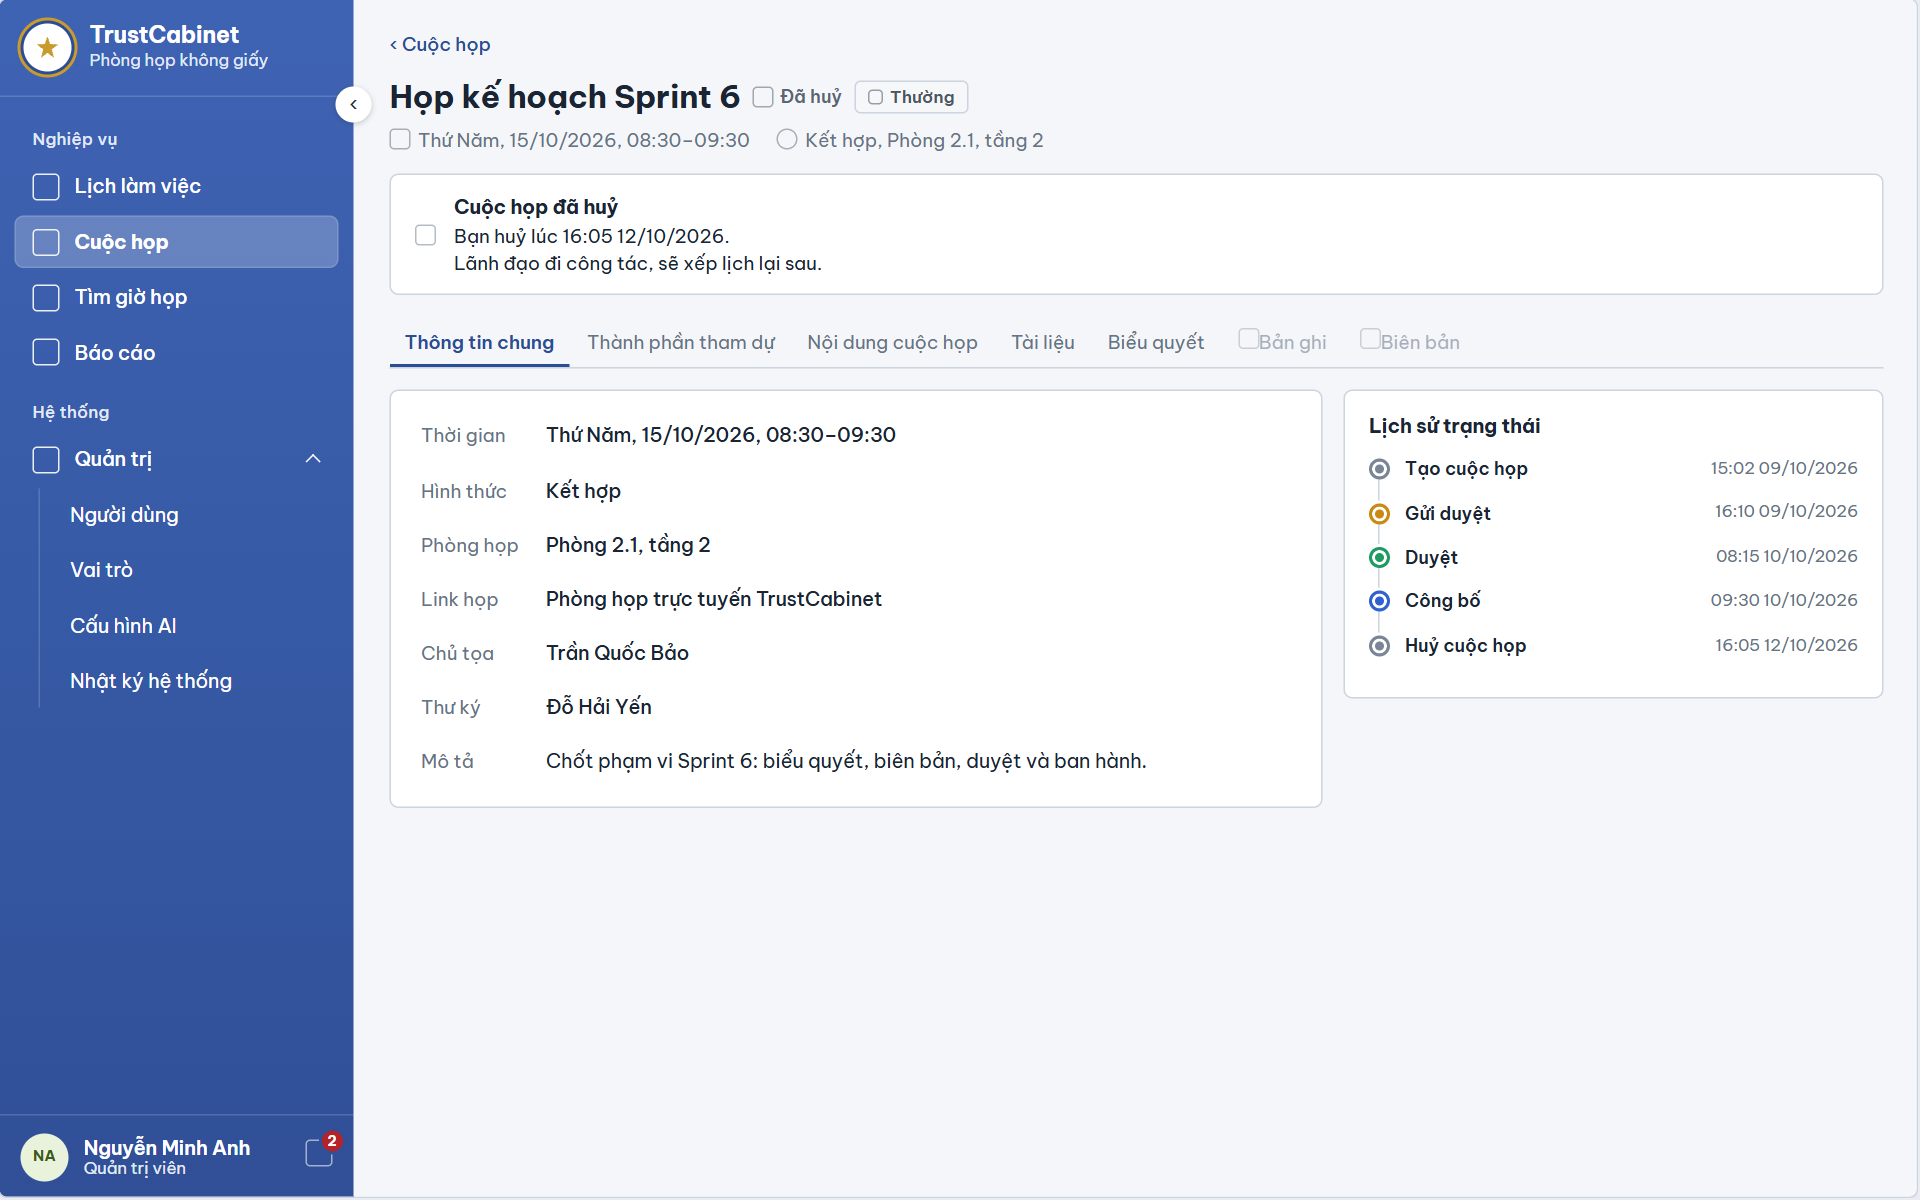 TrustCabinet
Phòng họp không giấy
Nghiệp vụ
Lịch làm việc
Cuộc họp
Tìm giờ họp
Báo cáo
Hệ thống
Quản trị
Người dùng
Vai trò
Cấu hình AI
Nhật ký hệ thống
NA
Nguyễn Minh Anh
Quản trị viên
2
‹ Cuộc họp
Họp kế hoạch Sprint 6 Đã huỷ Thường
Thứ Năm, 15/10/2026, 08:30–09:30 Kết hợp, Phòng 2.1, tầng 2
Cuộc họp đã huỷ
Bạn huỷ lúc 16:05 12/10/2026.
Lãnh đạo đi công tác, sẽ xếp lịch lại sau.
Thông tin chung Thành phần tham dự Nội dung cuộc họp Tài liệu Biểu quyết Bản ghi Biên bản
Thời gian Thứ Năm, 15/10/2026, 08:30–09:30
Hình thức Kết hợp
Phòng họp Phòng 2.1, tầng 2
Link họp Phòng họp trực tuyến TrustCabinet
Chủ tọa Trần Quốc Bảo
Thư ký Đỗ Hải Yến
Mô tả Chốt phạm vi Sprint 6: biểu quyết, biên bản, duyệt và ban hành.
Lịch sử trạng thái
Tạo cuộc họp 15:02 09/10/2026
Gửi duyệt 16:10 09/10/2026
Duyệt 08:15 10/10/2026
Công bố 09:30 10/10/2026
Huỷ cuộc họp 16:05 12/10/2026